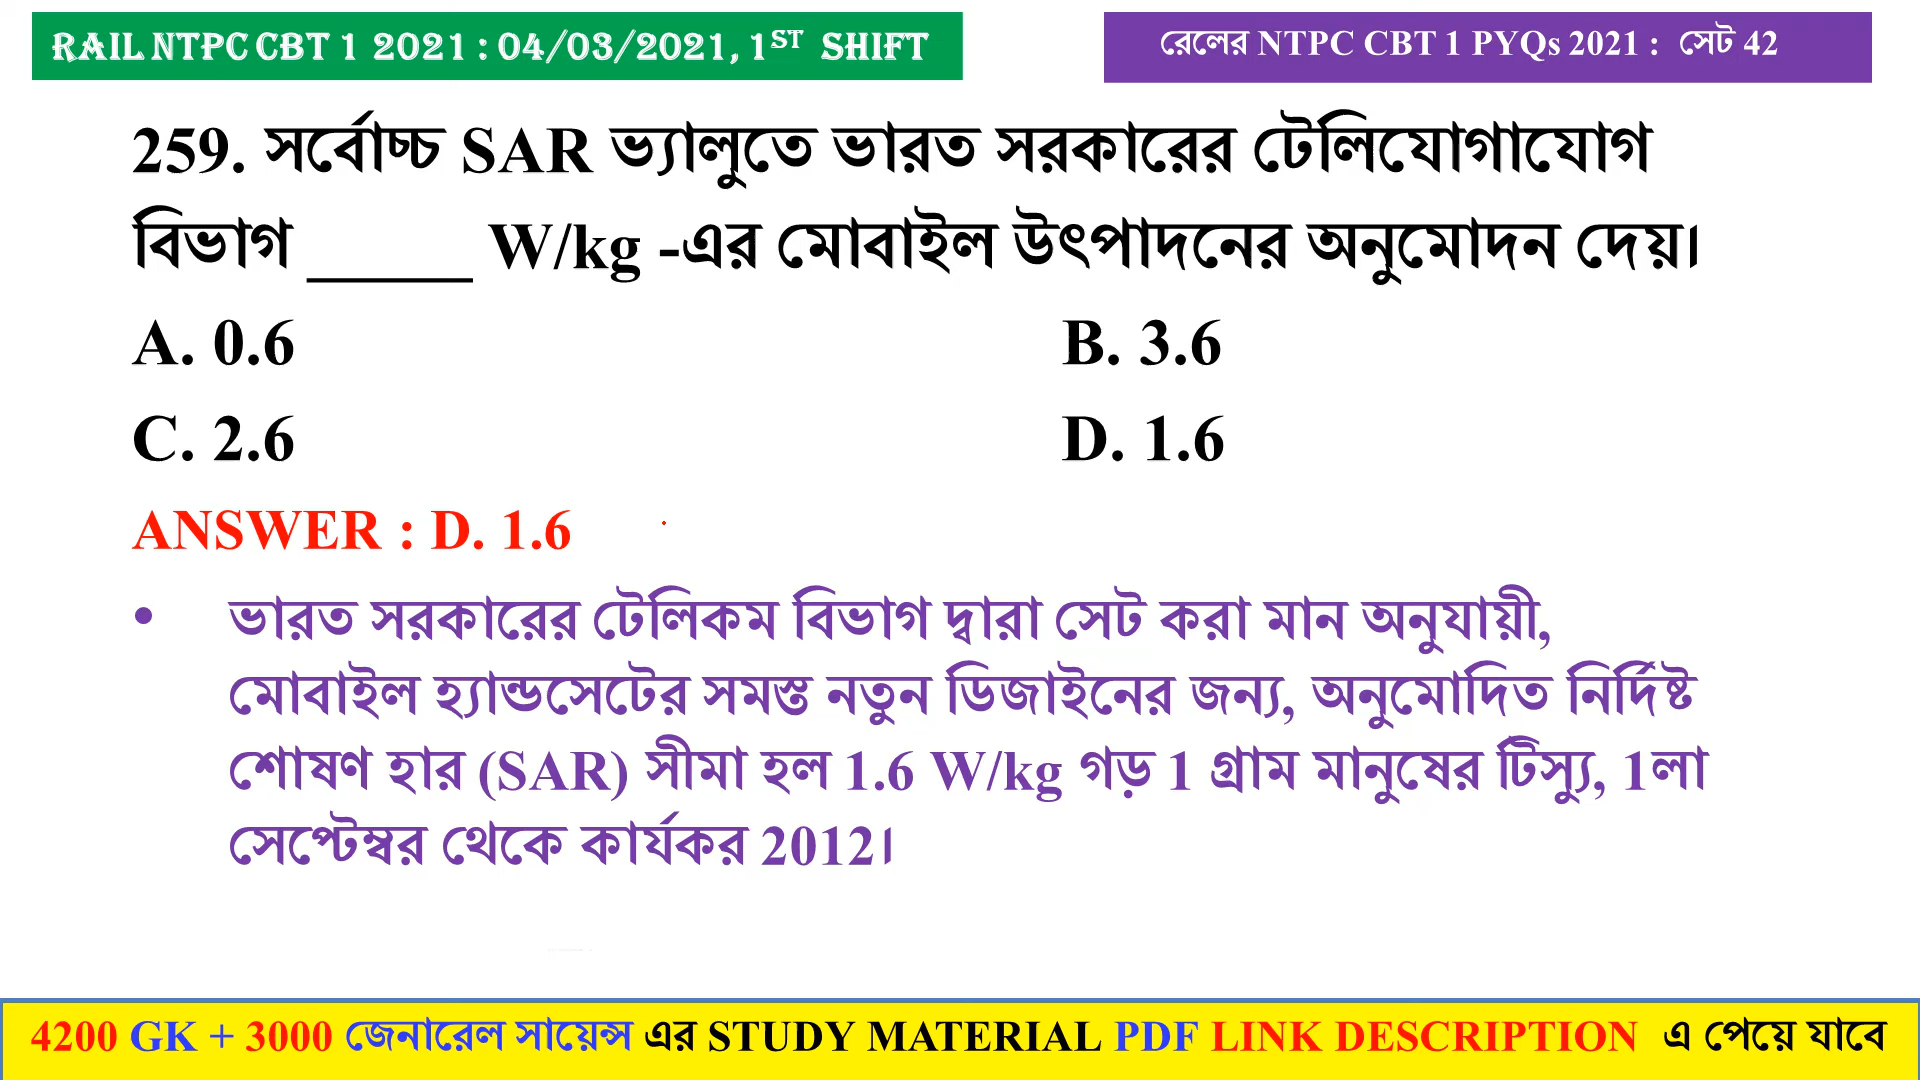 RAIL NTPC CBT 1 2021 : 04/03/2021, 1ST SHIFT
রেলের NTPC CBT 1 PYQs 2021 : সেট 42
259. সর্বোচ্চ SAR ভ্যালুতে ভারত সরকারের টেলিযোগাযোগ
বিভাগ _____ W/kg -এর মোবাইল উৎপাদনের অনুমোদন দেয়।
A. 0.6 B. 3.6
C. 2.6 D. 1.6
ANSWER : D. 1.6
• ভারত সরকারের টেলিকম বিভাগ দ্বারা সেট করা মান অনুযায়ী,
মোবাইল হ্যান্ডসেটের সমস্ত নতুন ডিজাইনের জন্য, অনুমোদিত নির্দিষ্ট
শোষণ হার (SAR) সীমা হল 1.6 W/kg গড় 1 গ্রাম মানুষের টিস্যু, 1লা
সেপ্টেম্বর থেকে কার্যকর 2012।
4200 GK + 3000 জেনারেল সায়েন্স এর STUDY MATERIAL PDF LINK DESCRIPTION এ পেয়ে যাবে